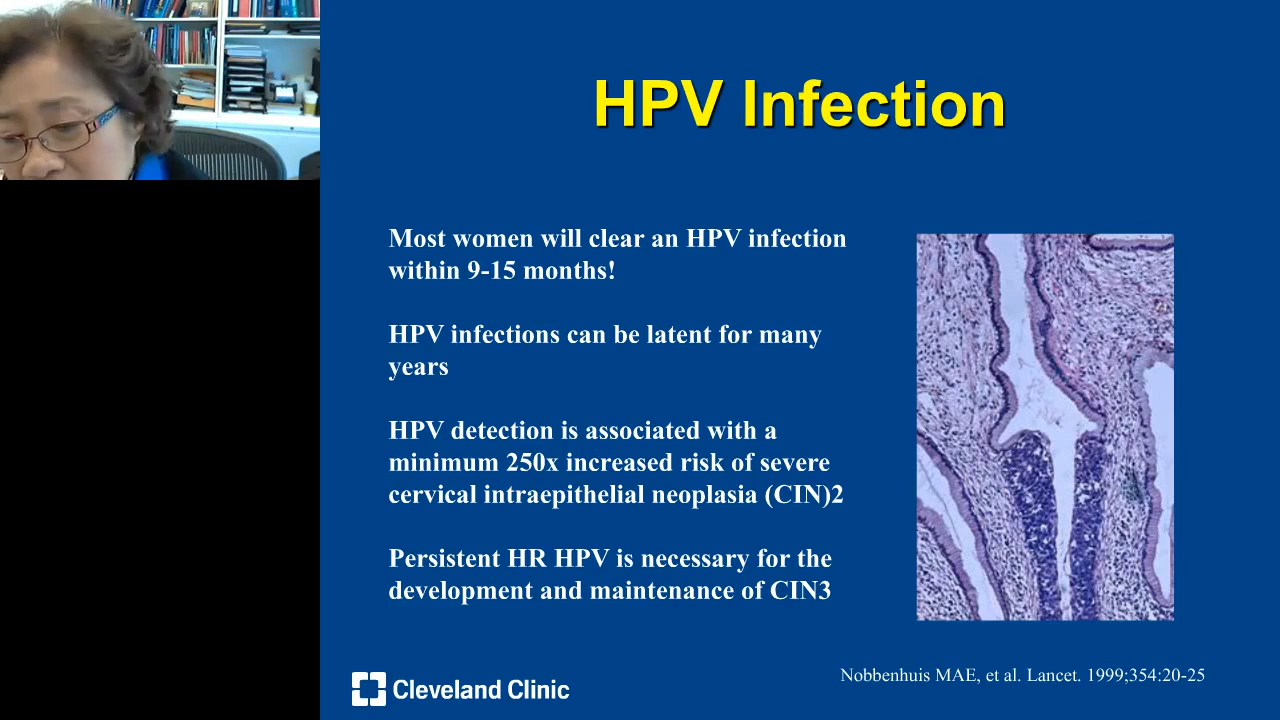 HPV Infection
Most women will clear an HPV infection
within 9-15 months!
HPV infections can be latent for many
years
HPV detection is associated with a
minimum 250x increased risk of severe
cervical intraepithelial neoplasia (CIN)2
Persistent HR HPV is necessary for the
development and maintenance of CIN3
Cleveland Clinic
Nobbenhuis MAE, et al. Lancet. 1999;354:20-25